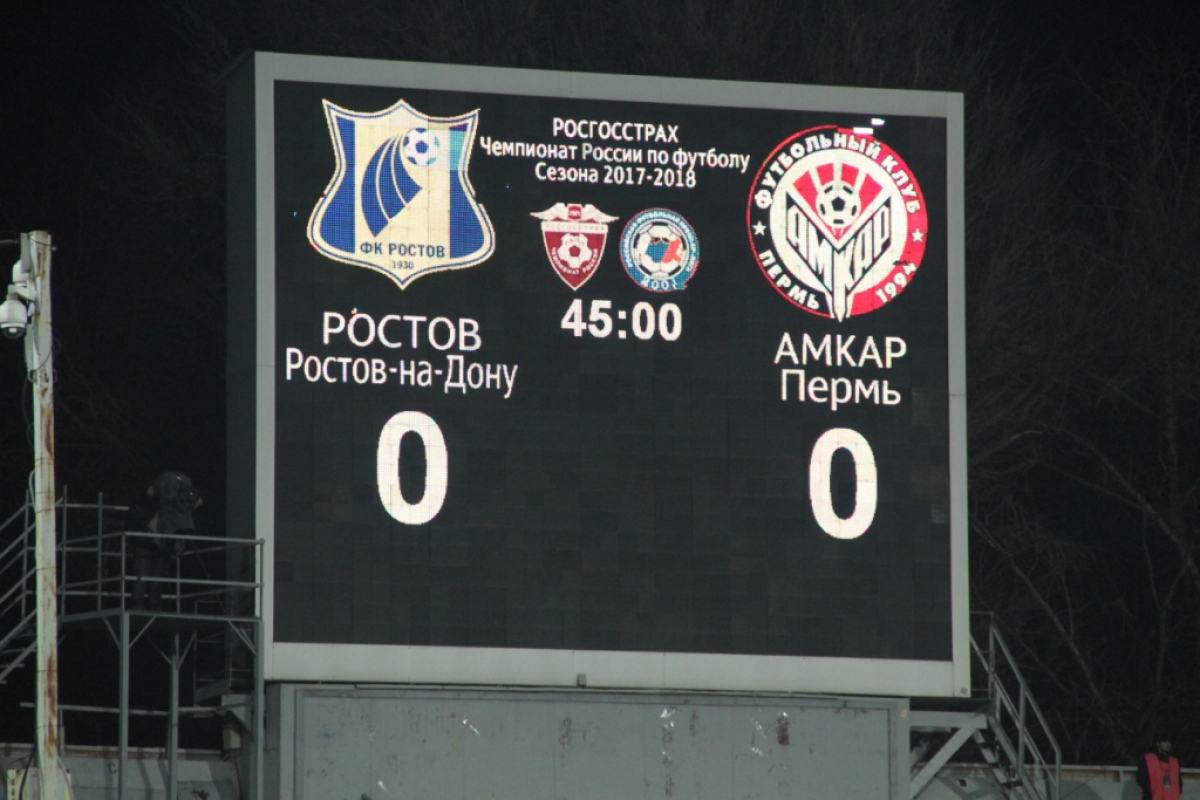 РОСГОССТРАХ
Чемпионат России по футболу
Сезона 2017-2018
ФК РОСТОВ
1930
ФУТБОЛЬНЫЙ КЛУБ
АМКАР
ПЕРМЬ
1994
45:00
РОСТОВ
Ростов-на-Дону
0
АМКАР
Пермь
0